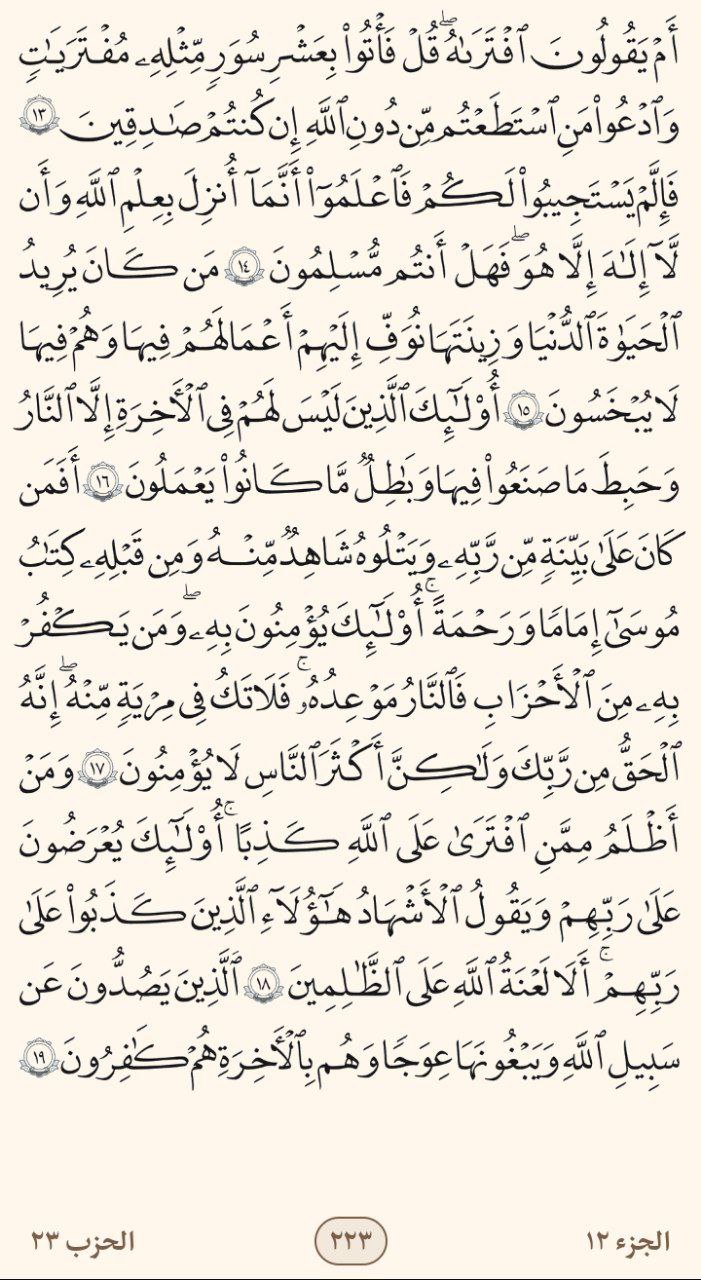 أَمْ يَقُولُونَ ٱفْتَرَىٰهُۖ قُلْ فَأْتُوا۟ بِعَشْرِ سُوَرٍ مِّثْلِهِۦ مُفْتَرَيَـٰتٍ
وَٱدْعُوا۟ مَنِ ٱسْتَطَعْتُم مِّن دُونِ ٱللَّهِ إِن كُنتُمْ صَـٰدِقِينَ ١٣
فَإِلَّمْ يَسْتَجِيبُوا۟ لَكُمْ فَٱعْلَمُوٓا۟ أَنَّمَآ أُنزِلَ بِعِلْمِ ٱللَّهِ وَأَن
لَّآ إِلَـٰهَ إِلَّا هُوَۖ فَهَلْ أَنتُم مُّسْلِمُونَ ١٤ مَن كَانَ يُرِيدُ
ٱلْحَيَوٰةَ ٱلدُّنْيَا وَزِينَتَهَا نُوَفِّ إِلَيْهِمْ أَعْمَـٰلَهُمْ فِيهَا وَهُمْ فِيهَا
لَا يُبْخَسُونَ ١٥ أُو۟لَـٰٓئِكَ ٱلَّذِينَ لَيْسَ لَهُمْ فِى ٱلْـَٔاخِرَةِ إِلَّا ٱلنَّارُ
وَحَبِطَ مَا صَنَعُوا۟ فِيهَا وَبَـٰطِلٌ مَّا كَانُوا۟ يَعْمَلُونَ ١٦ أَفَمَن
كَانَ عَلَىٰ بَيِّنَةٍ مِّن رَّبِّهِۦ وَيَتْلُوهُ شَاهِدٌ مِّنْهُ وَمِن قَبْلِهِۦ كِتَـٰبُ
مُوسَىٰٓ إِمَامًا وَرَحْمَةًۚ أُو۟لَـٰٓئِكَ يُؤْمِنُونَ بِهِۦۖ وَمَن يَكْفُرْ
بِهِۦ مِنَ ٱلْأَحْزَابِ فَٱلنَّارُ مَوْعِدُهُۥۚ فَلَا تَكُ فِى مِرْيَةٍ مِّنْهُۖ إِنَّهُ
ٱلْحَقُّ مِن رَّبِّكَ وَلَـٰكِنَّ أَكْثَرَ ٱلنَّاسِ لَا يُؤْمِنُونَ ١٧ وَمَنْ
أَظْلَمُ مِمَّنِ ٱفْتَرَىٰ عَلَى ٱللَّهِ كَذِبًاۚ أُو۟لَـٰٓئِكَ يُعْرَضُونَ
عَلَىٰ رَبِّهِمْ وَيَقُولُ ٱلْأَشْهَـٰدُ هَـٰٓؤُلَآءِ ٱلَّذِينَ كَذَبُوا۟ عَلَىٰ
رَبِّهِمْۚ أَلَا لَعْنَةُ ٱللَّهِ عَلَى ٱلظَّـٰلِمِينَ ١٨ ٱلَّذِينَ يَصُدُّونَ عَن
سَبِيلِ ٱللَّهِ وَيَبْغُونَهَا عِوَجًا وَهُم بِٱلْـَٔاخِرَةِ هُمْ كَـٰفِرُونَ ١٩
الجزء ١٢ ٢٢٣ الحزب ٢٣